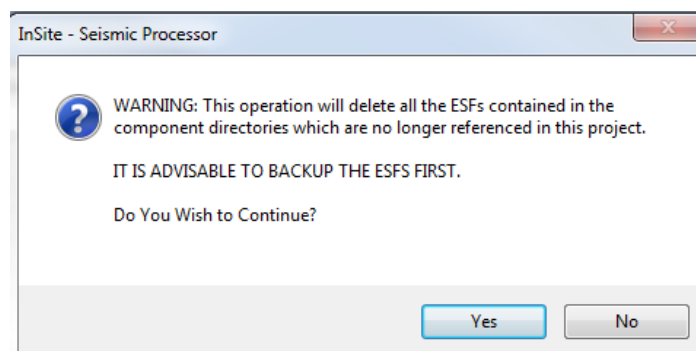 InSite - Seismic Processor
WARNING: This operation will delete all the ESFs contained in the
component directories which are no longer referenced in this project.
IT IS ADVISABLE TO BACKUP THE ESFS FIRST.
Do You Wish to Continue?
Yes No